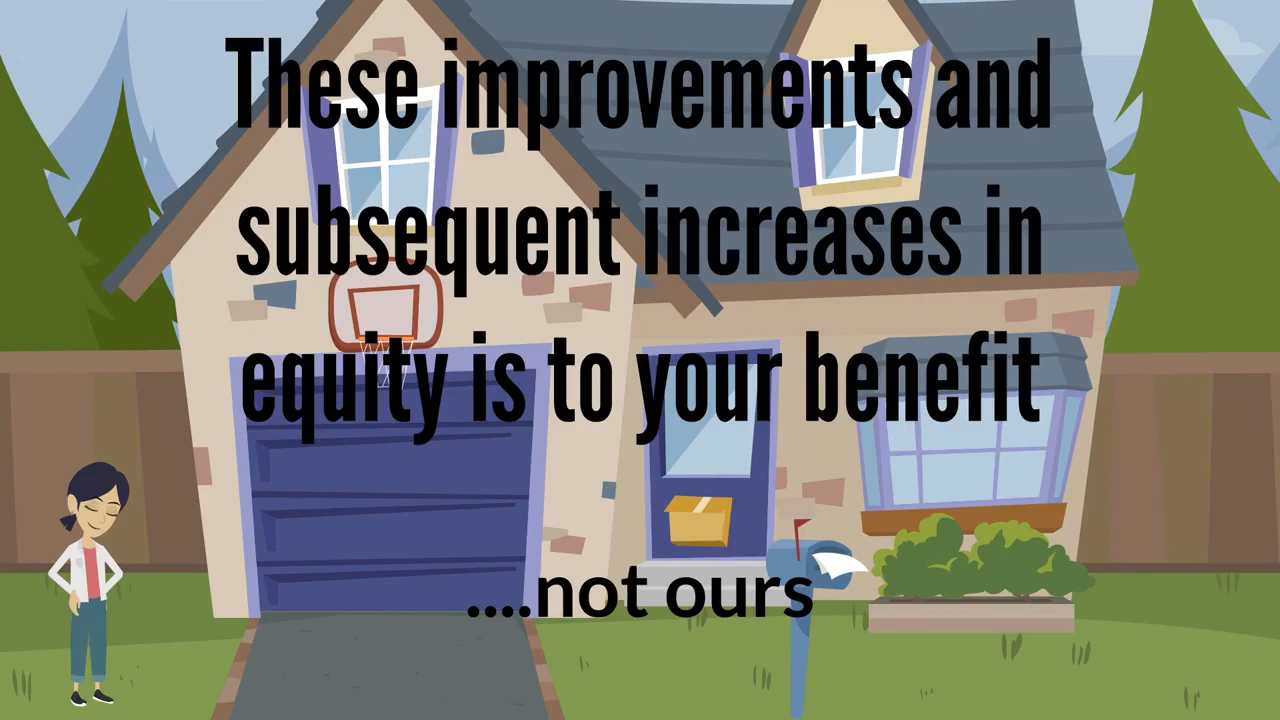 These improvements and
subsequent increases in
equity is to your benefit
....not ours